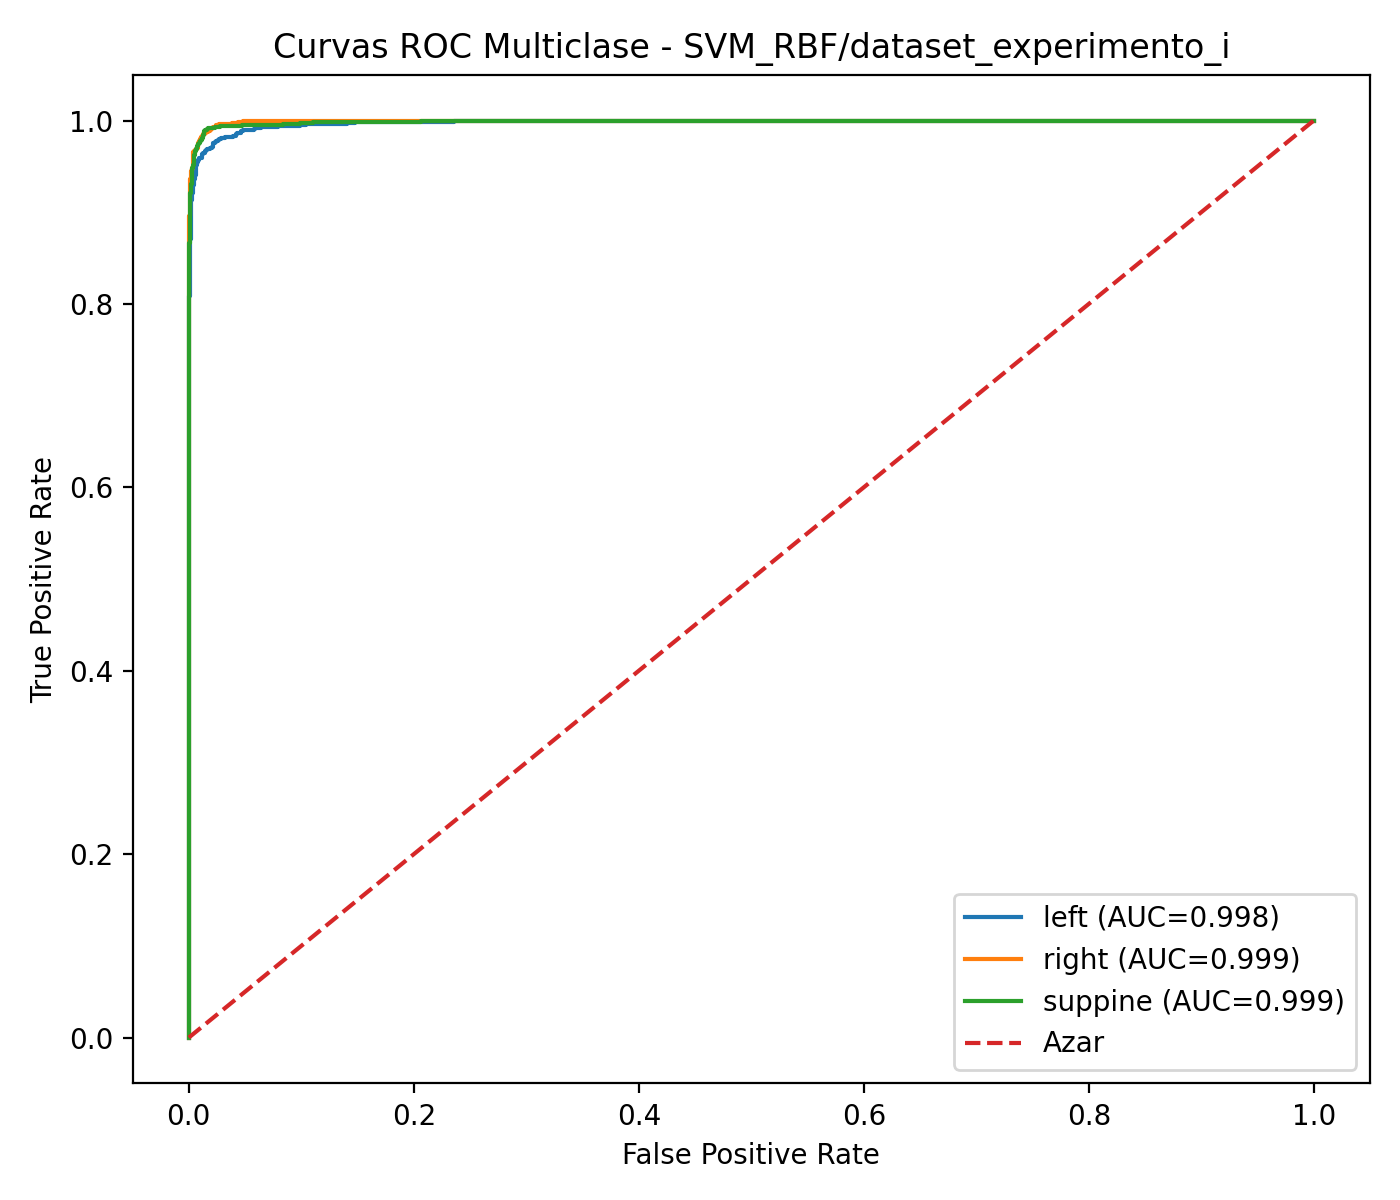 Curvas ROC Multiclase - SVM_RBF/dataset_experimento_i
1.0
0.8
0.6
0.4
0.2
0.0
True Positive Rate
left (AUC=0.998)
right (AUC=0.999)
suppine (AUC=0.999)
Azar
0.0 0.2 0.4 0.6 0.8 1.0
False Positive Rate